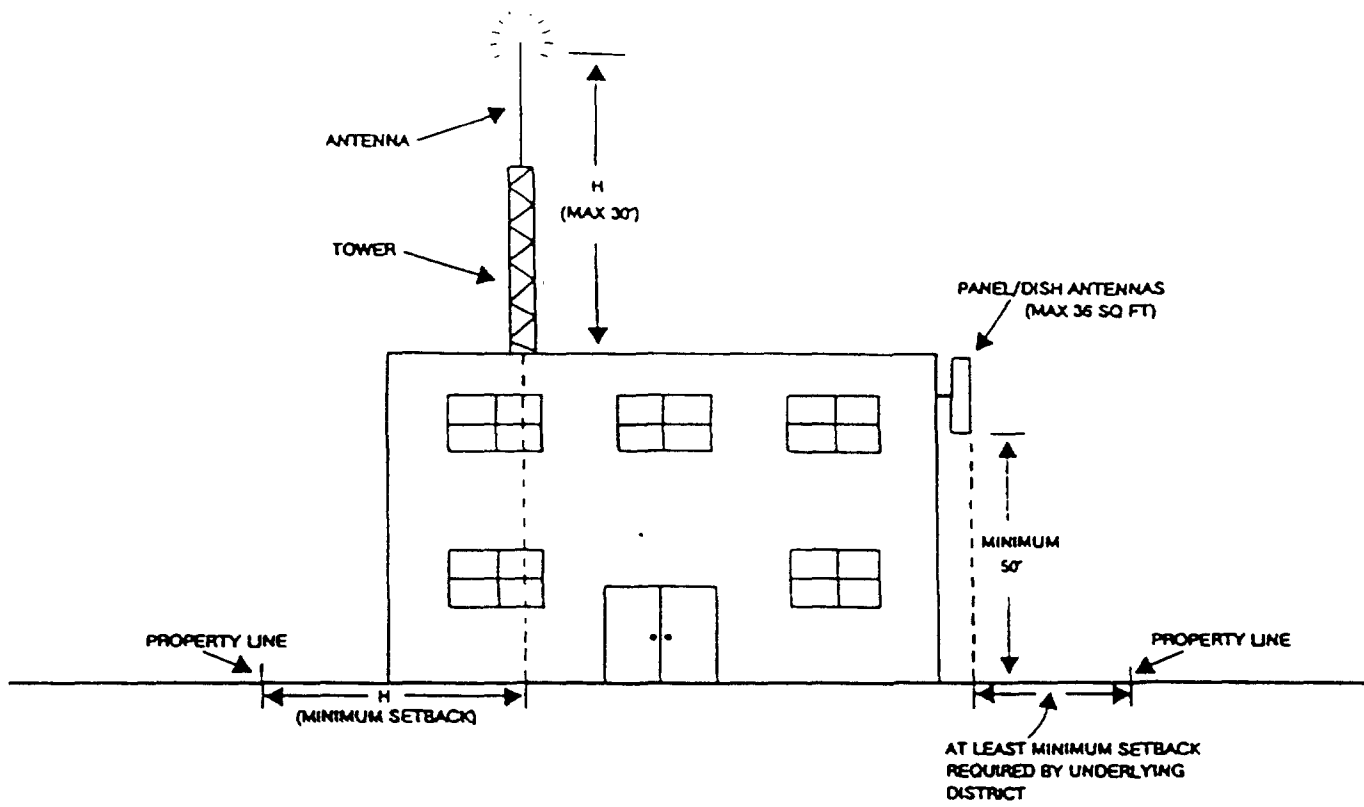 ANTENNA
H
(MAX 30')
TOWER
PANEL/DISH ANTENNAS
(MAX 36 SQ FT)
MINIMUM
50'
PROPERTY LINE
PROPERTY LINE
H
(MINIMUM SETBACK)
AT LEAST MINIMUM SETBACK
REQUIRED BY UNDERLYING
DISTRICT